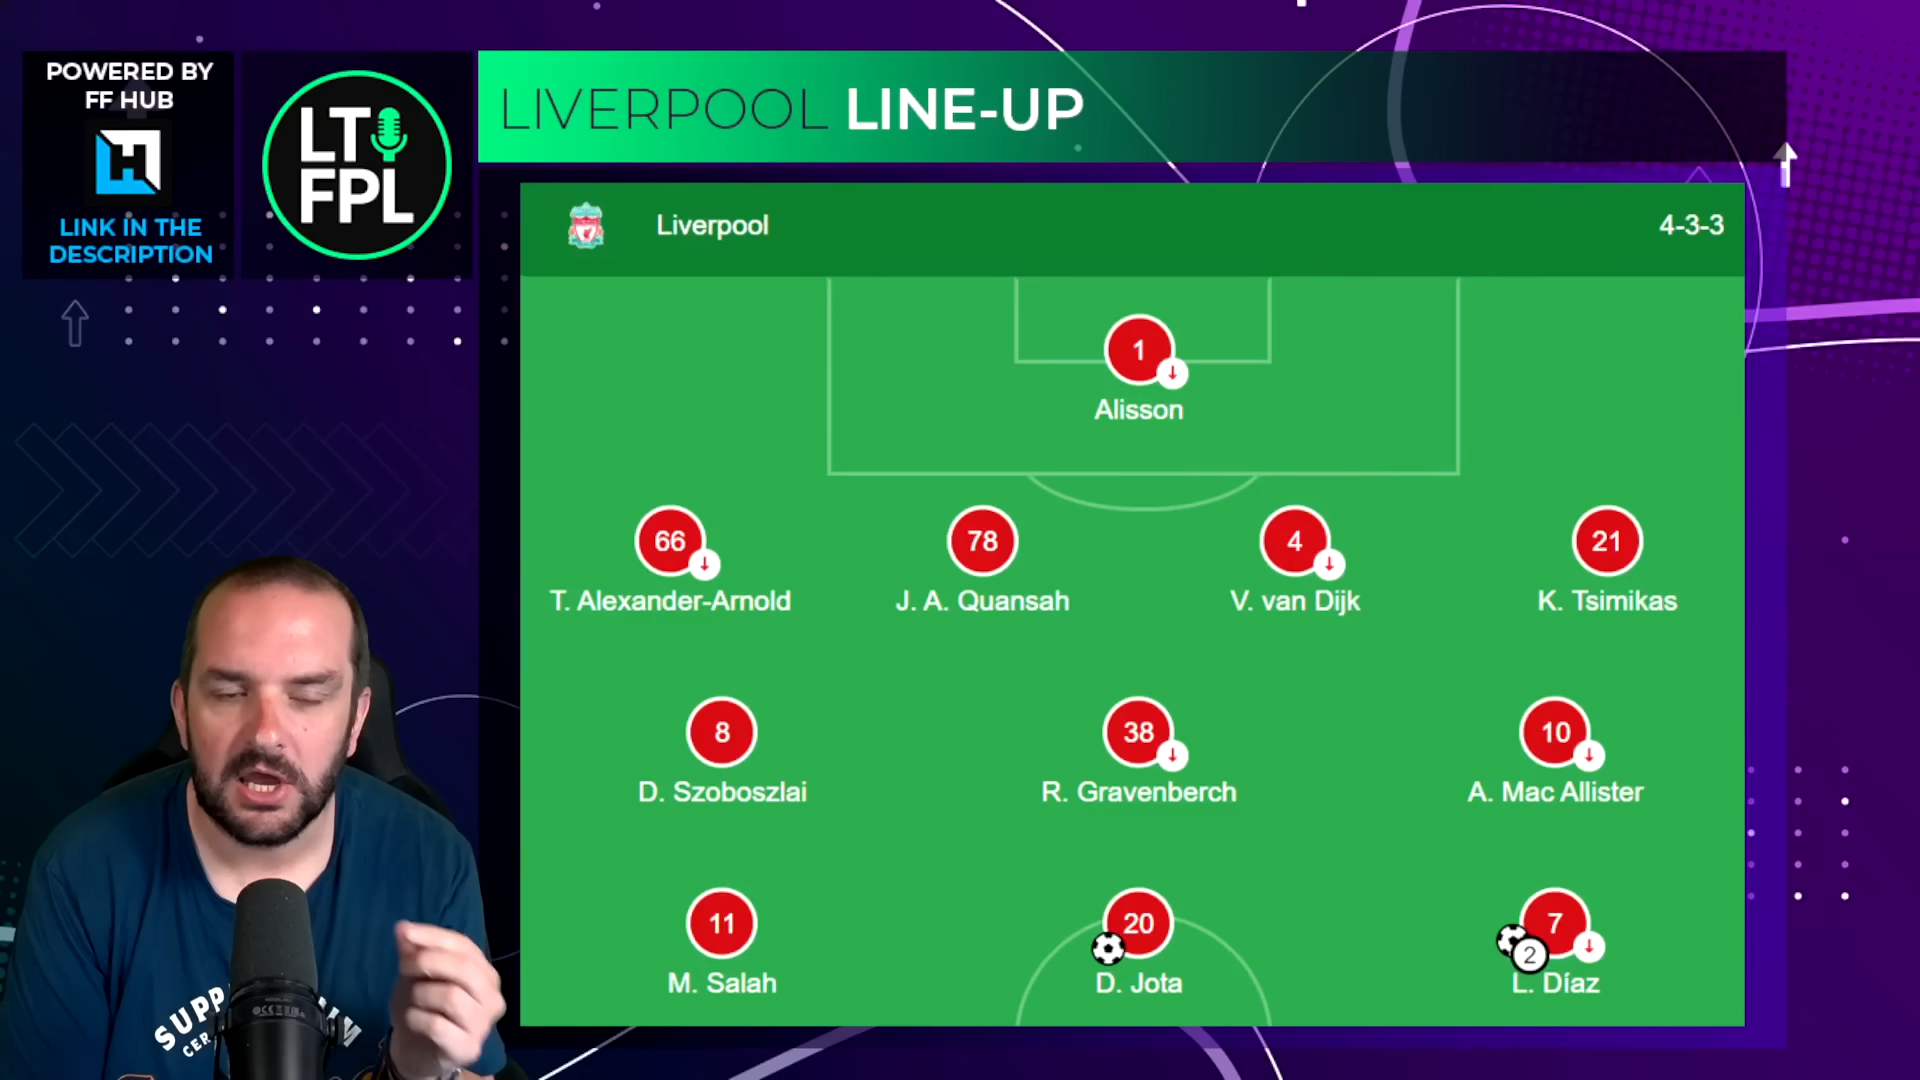 POWERED BY
FF HUB
LINK IN THE
DESCRIPTION
LT
FPL
LIVERPOOL LINE-UP
Liverpool 4-3-3
1
Alisson
66 78 4 21
T. Alexander-Arnold J. A. Quansah V. van Dijk K. Tsimikas
8 38 10
D. Szoboszlai R. Gravenberch A. Mac Allister
11 20 7
2
M. Salah D. Jota L. Díaz